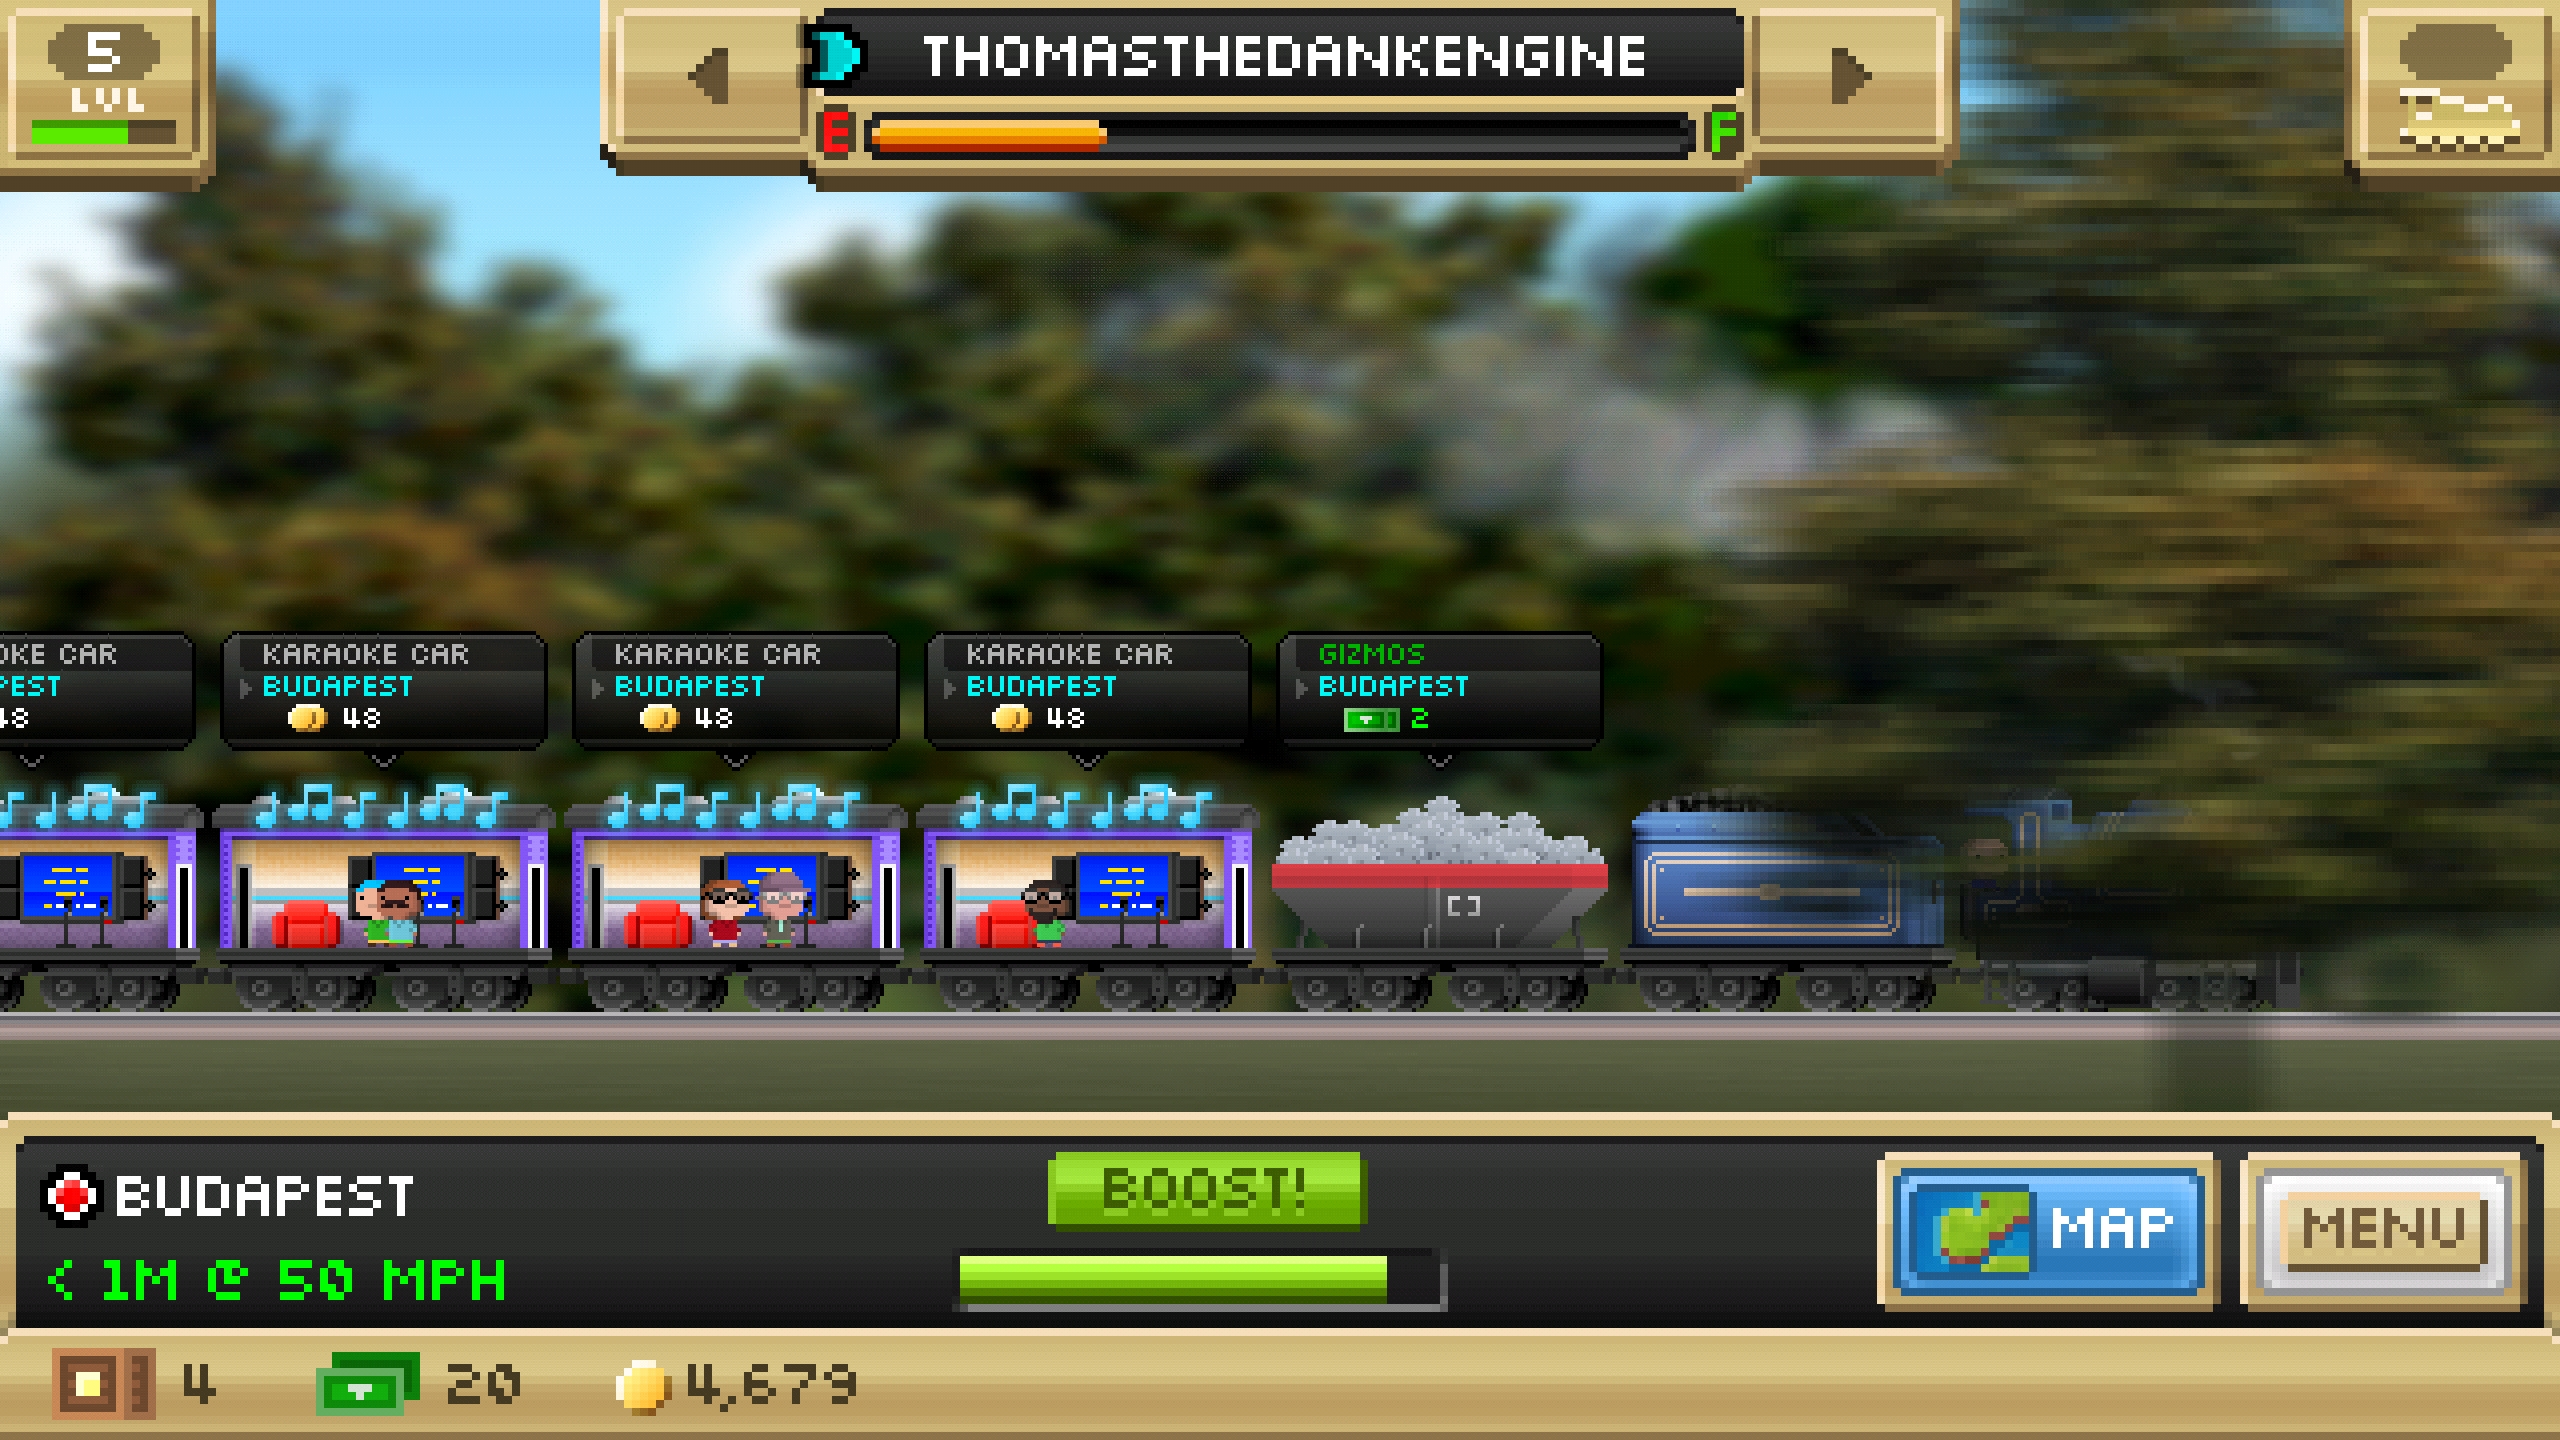 5
LVL
THOMASTHEDANKENGINE
E F
OKE CAR
PEST
48
KARAOKE CAR
BUDAPEST
48
KARAOKE CAR
BUDAPEST
48
KARAOKE CAR
BUDAPEST
48
GIZMOS
BUDAPEST
2
[ ]
BUDAPEST
< 1M @ 50 MPH
BOOST!
MAP
MENU
4 20 4,679